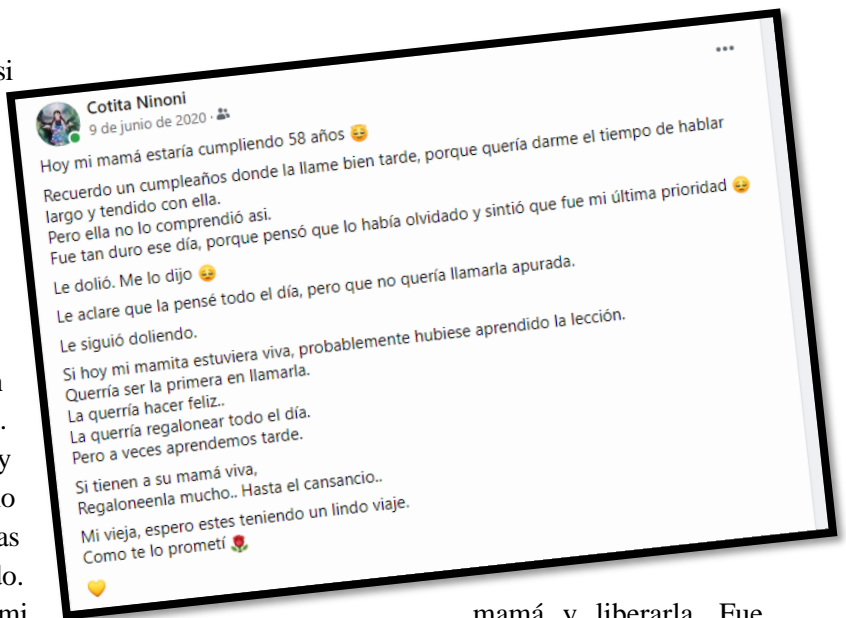 si
Cotita Ninoni
9 de junio de 2020
Hoy mi mamá estaría cumpliendo 58 años 😇
Recuerdo un cumpleaños donde la llame bien tarde, porque quería darme el tiempo de hablar
largo y tendido con ella.
Pero ella no lo comprendió asi.
Fue tan duro ese día, porque pensó que lo había olvidado y sintió que fue mi última prioridad 😔
Le dolió. Me lo dijo 😔
Le aclare que la pensé todo el día, pero que no quería llamarla apurada.
Le siguió doliendo.
Si hoy mi mamita estuviera viva, probablemente hubiese aprendido la lección.
Querría ser la primera en llamarla.
La querría hacer feliz..
La querría regalonear todo el día.
Pero a veces aprendemos tarde.
Si tienen a su mamá viva,
Regaloneenla mucho.. Hasta el cansancio..
Mi vieja, espero estes teniendo un lindo viaje.
Como te lo prometí 🌹
💛
y
as
lo.
mi
mamá y liberarla. Fue